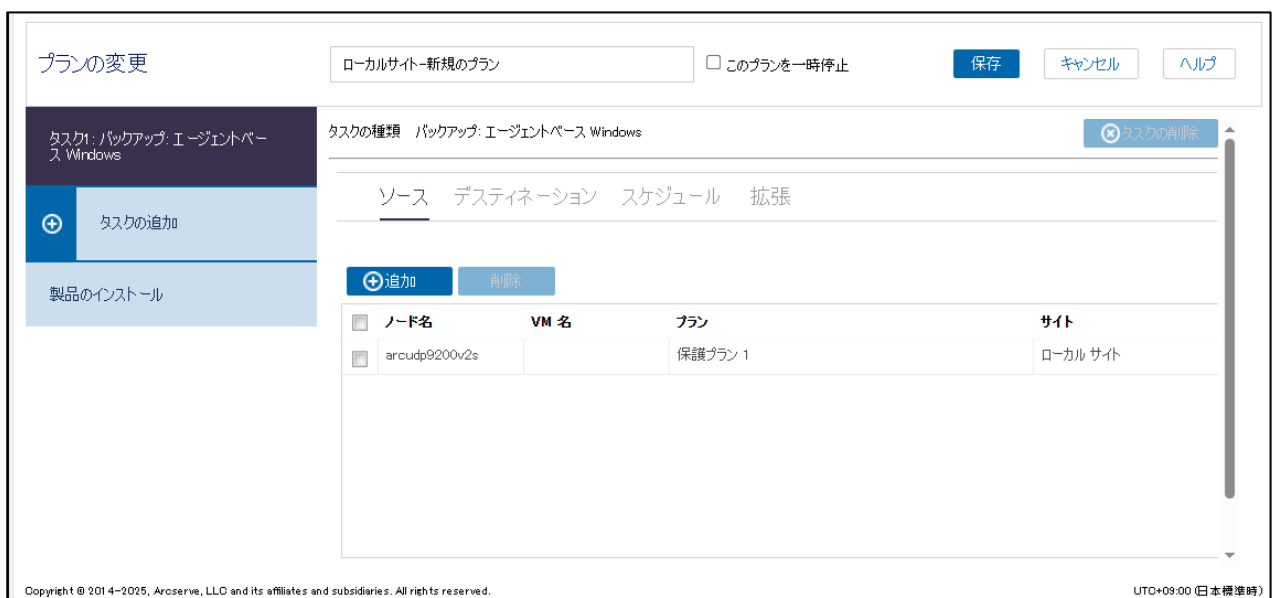 プランの変更
ローカルサイト-新規のプラン
このプランを一時停止
保存
キャンセル
ヘルプ
タスク1: バックアップ: エージェントベー
ス Windows
タスクの追加
製品のインストール
タスクの種類 バックアップ: エージェントベース Windows
タスクの削除
ソース デスティネーション スケジュール 拡張
追加 削除
ノード名 VM 名 プラン サイト
arcudp9200v2s 保護プラン 1 ローカル サイト
Copyright © 2014-2025, Arcserve, LLC and its affiliates and subsidiaries. All rights reserved.
UTC+09:00 (日本標準時)